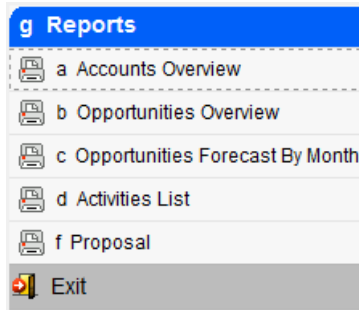 g Reports
a Accounts Overview
b Opportunities Overview
c Opportunities Forecast By Month
d Activities List
f Proposal
Exit